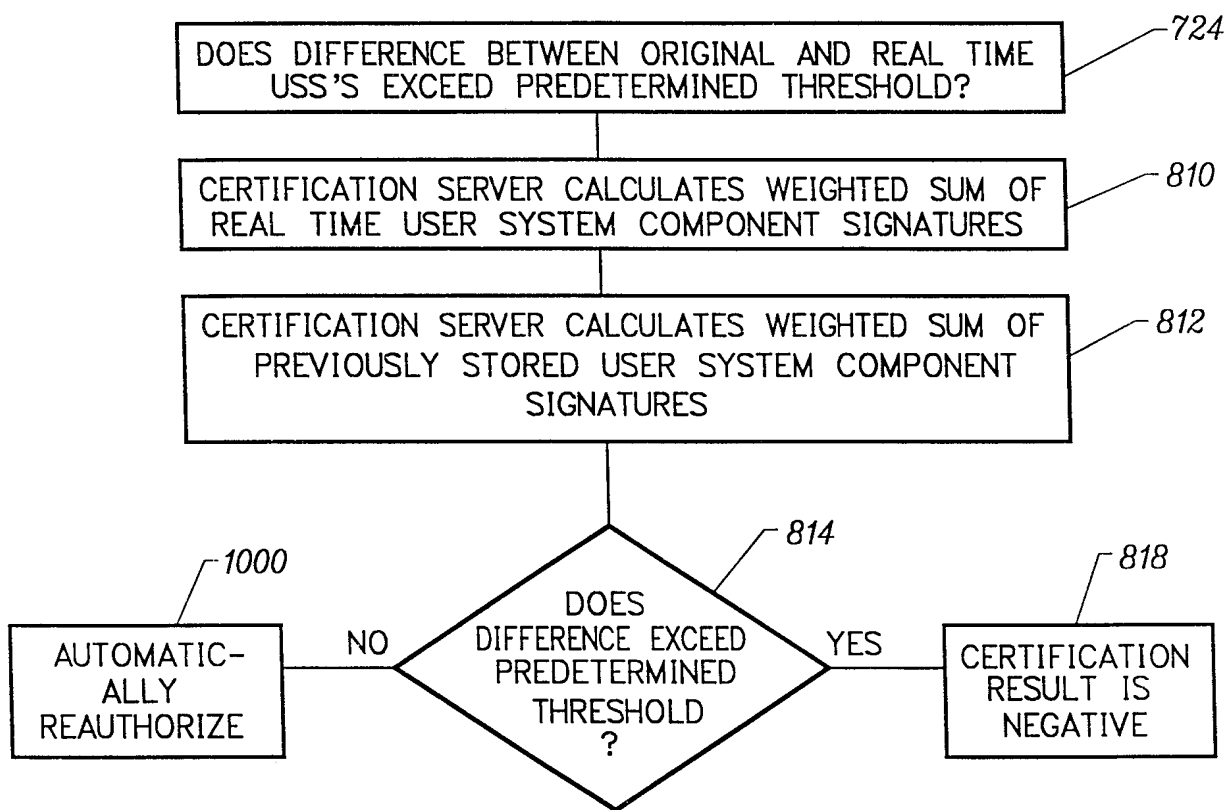 DOES DIFFERENCE BETWEEN ORIGINAL AND REAL TIME
USS'S EXCEED PREDETERMINED THRESHOLD?
724
CERTIFICATION SERVER CALCULATES WEIGHTED SUM OF
REAL TIME USER SYSTEM COMPONENT SIGNATURES
810
CERTIFICATION SERVER CALCULATES WEIGHTED SUM OF
PREVIOUSLY STORED USER SYSTEM COMPONENT
SIGNATURES
812
814
DOES
DIFFERENCE EXCEED
PREDETERMINED
THRESHOLD
?
NO
YES
1000
AUTOMATIC-
ALLY
REAUTHORIZE
818
CERTIFICATION
RESULT IS
NEGATIVE